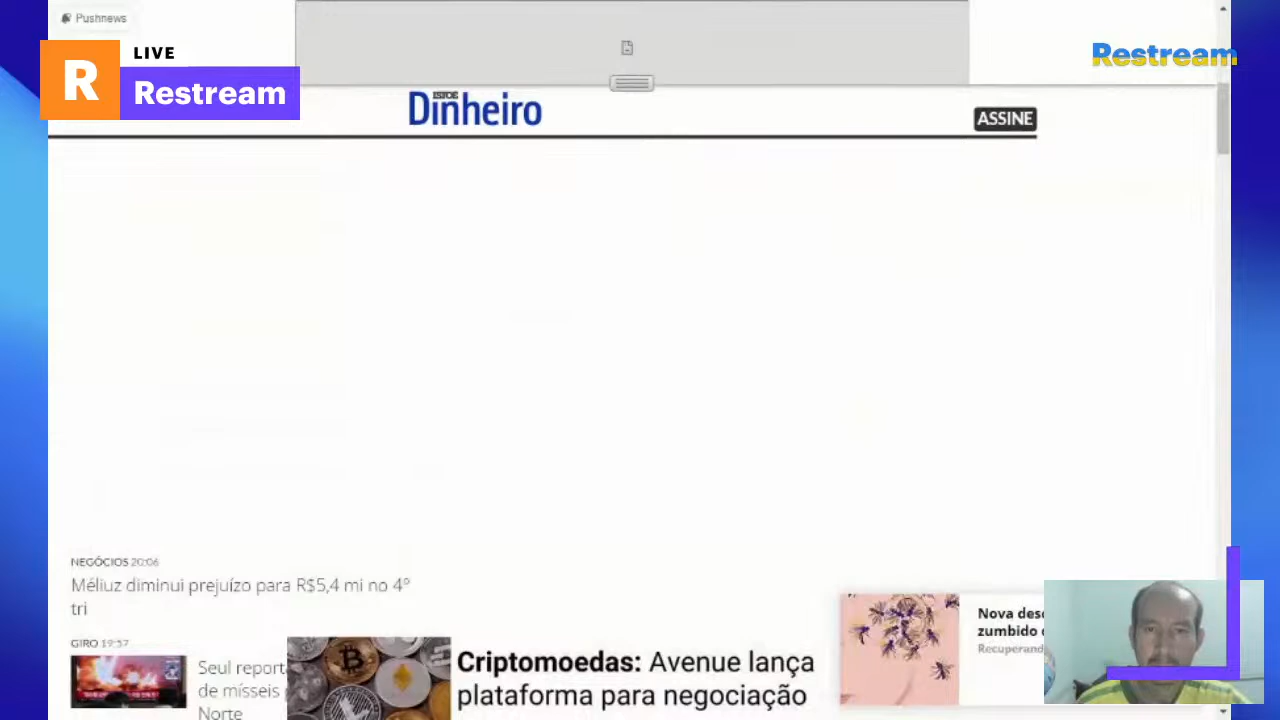 Pushnews
R
LIVE
Restream
Restream
ISTOÉ
Dinheiro
ASSINE
NEGÓCIOS 20:06
Méliuz diminui prejuízo para R$5,4 mi no 4º
tri
GIRO 19:57
Seul report
de mísseis
Norte
Criptomoedas: Avenue lança
plataforma para negociação
Nova des
zumbido
Recuperand